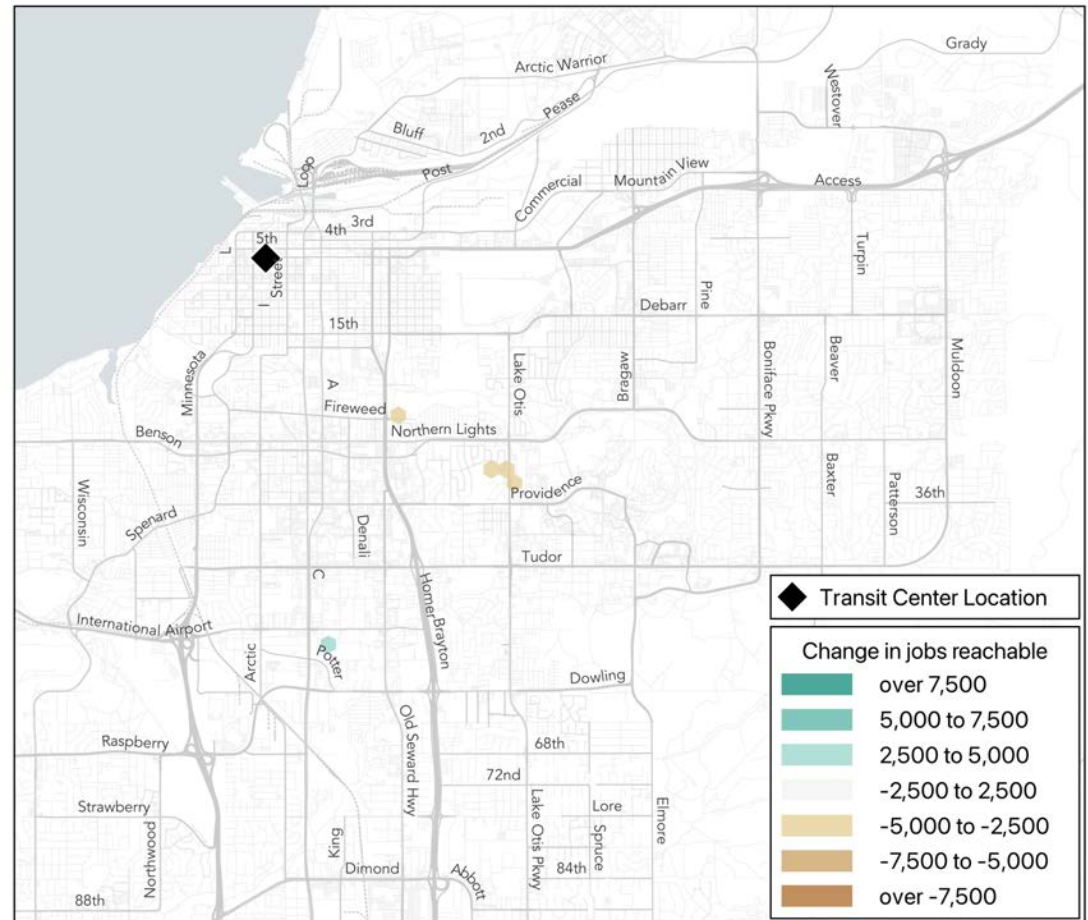 Grady
Arctic Warrior
Westover
Pease
Bluff
2nd
Loop
Post
Mountain View
Access
Commercial
3rd
4th
5th
L
Street
I
Turpin
Pine
Debarr
15th
Minnesota
A
Lake Otis
Bragaw
Boniface Pkwy
Beaver
Muldoon
Fireweed
Northern Lights
Benson
Wisconsin
Spenard
Denali
Providence
Baxter
Patterson
36th
Tudor
C
Homer
Brayton
International Airport
Potter
Arctic
Dowling
Old Seward Hwy
Raspberry
68th
72nd
Strawberry
Northwood
King
Lake Otis Pkwy
Lore
Spruce
Elmore
Dimond
Abbott
84th
88th
Transit Center Location
Change in jobs reachable
over 7,500
5,000 to 7,500
2,500 to 5,000
-2,500 to 2,500
-5,000 to -2,500
-7,500 to -5,000
over -7,500